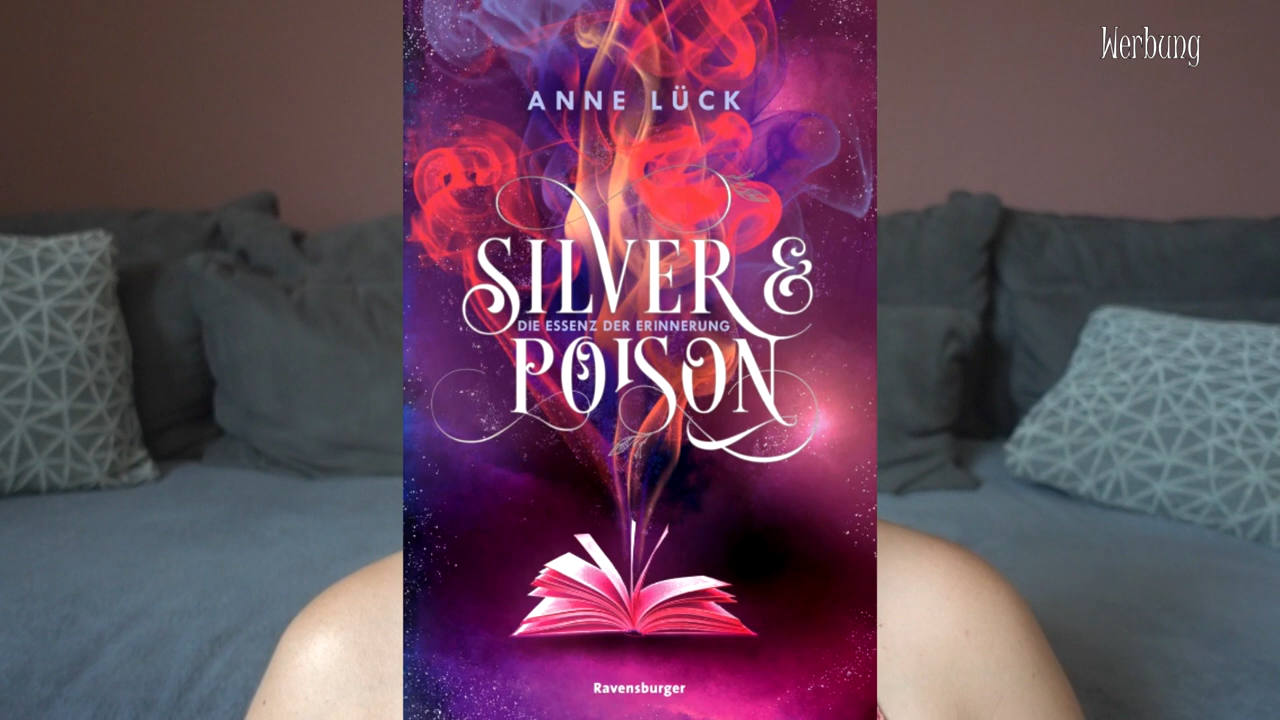 Werbung
ANNE LÜCK
SILVER &
DIE ESSENZ DER ERINNERUNG
POISON
Ravensburger